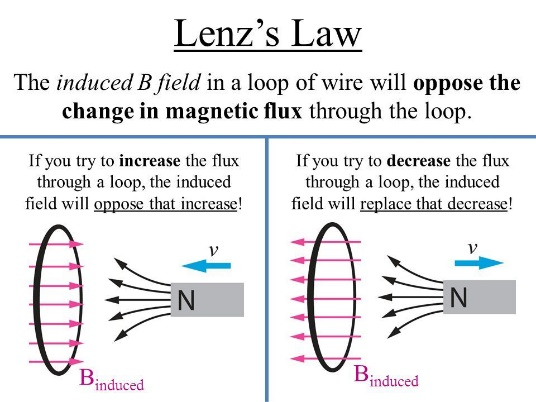 Lenz’s Law
The induced B field in a loop of wire will oppose the
change in magnetic flux through the loop.
If you try to increase the flux
through a loop, the induced
field will oppose that increase!
v
N
Binduced
If you try to decrease the flux
through a loop, the induced
field will replace that decrease!
v
N
Binduced